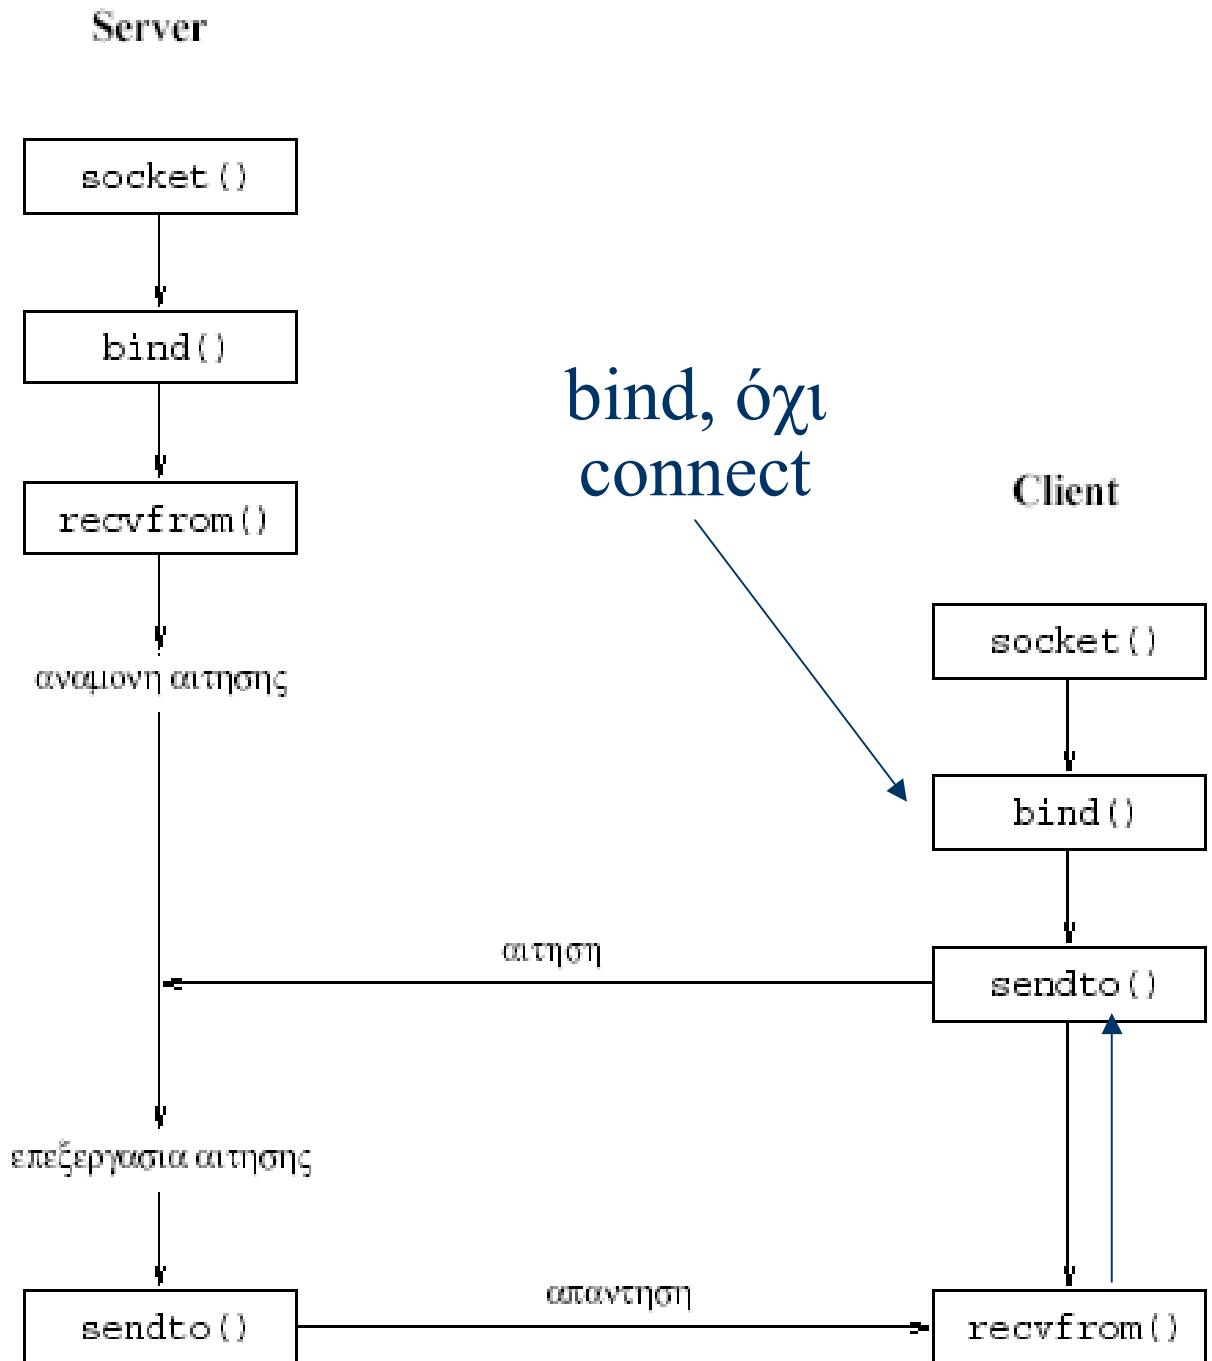 Server
socket()
bind()
recvfrom()
αναμονη αιτησης
bind, όχι
connect
Client
socket()
bind()
αιτηση
sendto()
επεξεργασια αιτησης
απαντηση
sendto()
recvfrom()